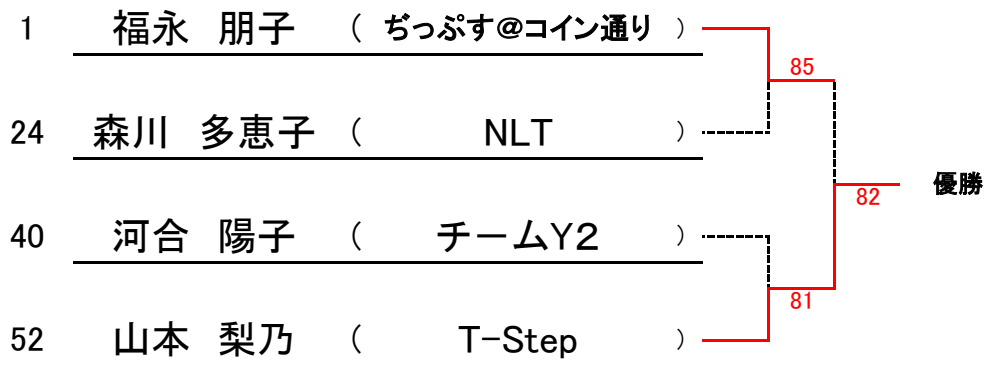 1 福永 朋子 ( ぢっぷす@コイン通り )
85
24 森川 多恵子 ( NLT )
82 優勝
40 河合 陽子 ( チームY2 )
81
52 山本 梨乃 ( T-Step )